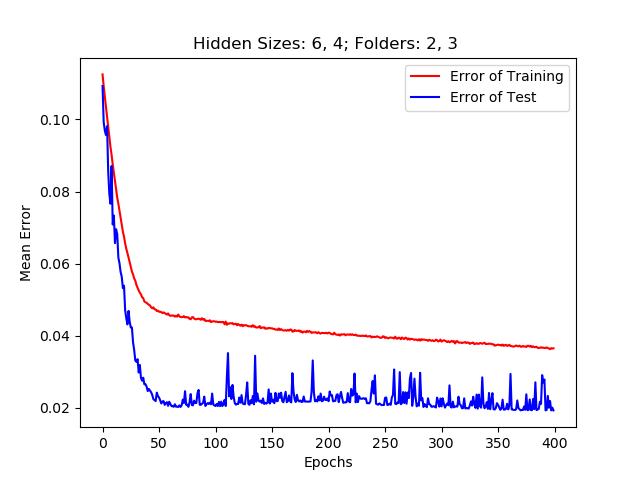 Hidden Sizes: 6, 4; Folders: 2, 3
Error of Training
Error of Test
Mean Error
0.10
0.08
0.06
0.04
0.02
0 50 100 150 200 250 300 350 400
Epochs